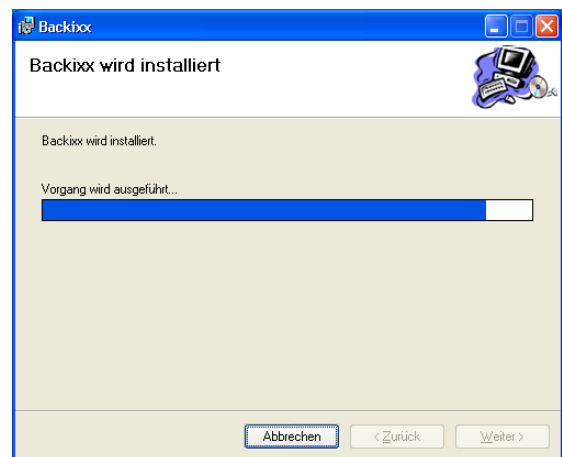 Backixx
Backixx wird installiert
Backixx wird installiert.
Vorgang wird ausgeführt...
Abbrechen
< Zurück
Weiter >